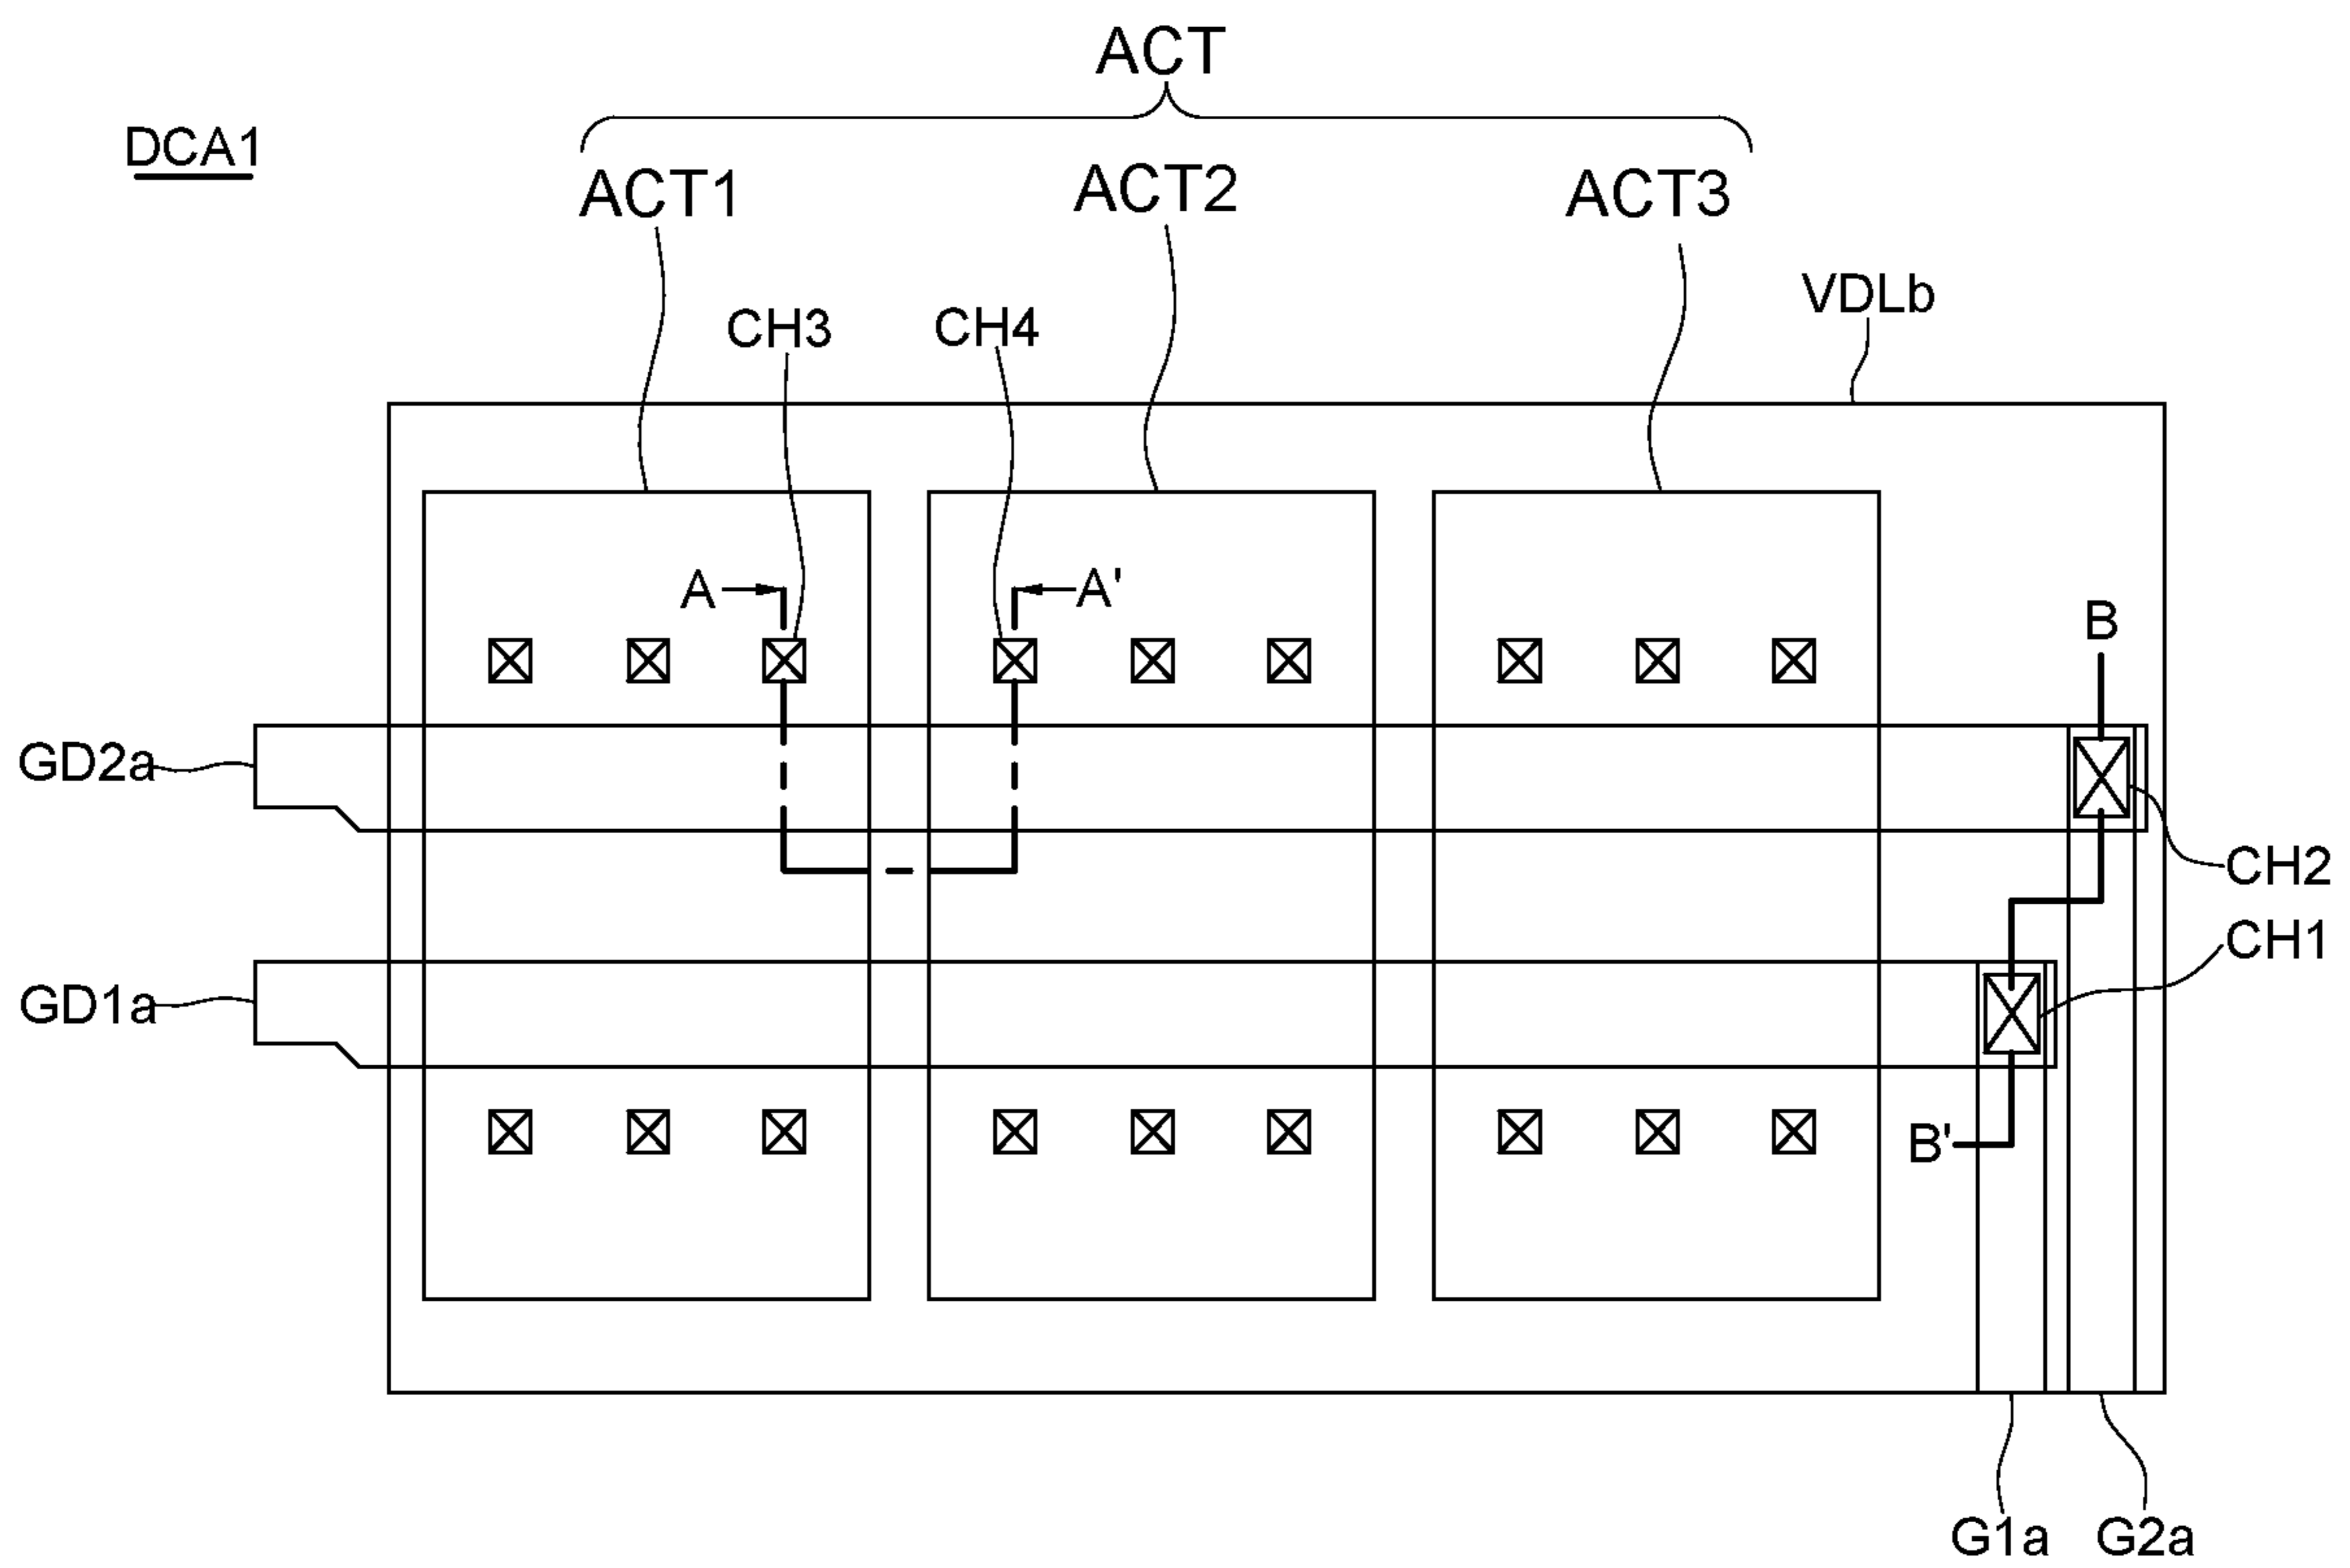 ACT
DCA1
ACT1
ACT2
ACT3
VDLb
CH3
CH4
A
A'
B
GD2a
CH2
CH1
GD1a
B'
G1a
G2a